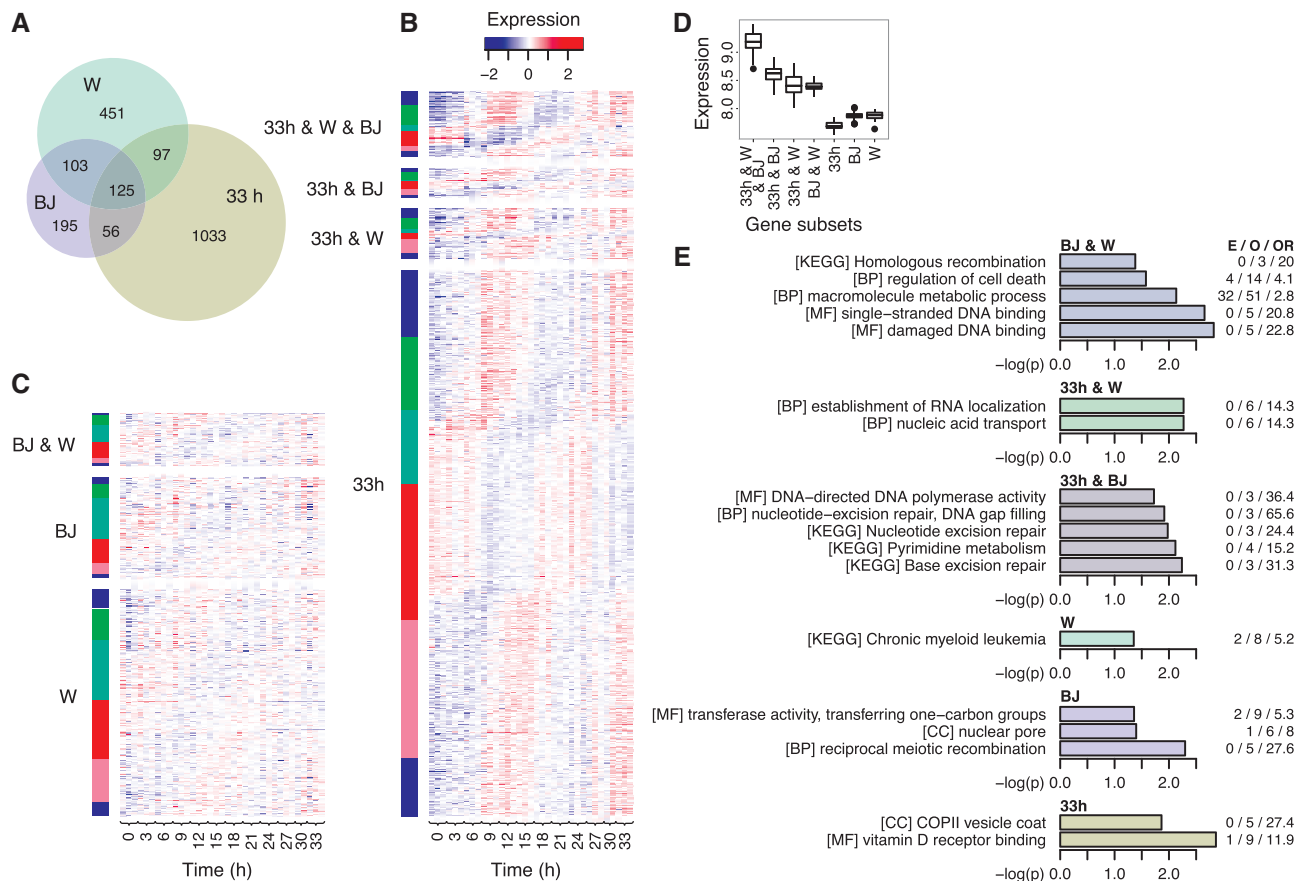 A
W
451
103
97
125
BJ
195
56
33 h
1033
B
Expression
−2 0 2
33h & W & BJ
33h & BJ
33h & W
33h
0 3 6 9 12 15 18 21 24 27 30 33
Time (h)
C
BJ & W
BJ
W
0 3 6 9 12 15 18 21 24 27 30 33
Time (h)
D
Expression
8.0 8.5 9.0
33h & W & BJ
33h & BJ
33h & W
BJ & W
33h
BJ
W
Gene subsets
E
BJ & W E / O / OR
[KEGG] Homologous recombination 0 / 3 / 20
[BP] regulation of cell death 4 / 14 / 4.1
[BP] macromolecule metabolic process 32 / 51 / 2.8
[MF] single−stranded DNA binding 0 / 5 / 20.8
[MF] damaged DNA binding 0 / 5 / 22.8
−log(p) 0.0 1.0 2.0
33h & W
[BP] establishment of RNA localization 0 / 6 / 14.3
[BP] nucleic acid transport 0 / 6 / 14.3
−log(p) 0.0 1.0 2.0
33h & BJ
[MF] DNA−directed DNA polymerase activity 0 / 3 / 36.4
[BP] nucleotide−excision repair, DNA gap filling 0 / 3 / 65.6
[KEGG] Nucleotide excision repair 0 / 3 / 24.4
[KEGG] Pyrimidine metabolism 0 / 4 / 15.2
[KEGG] Base excision repair 0 / 3 / 31.3
−log(p) 0.0 1.0 2.0
W
[KEGG] Chronic myeloid leukemia 2 / 8 / 5.2
−log(p) 0.0 1.0 2.0
BJ
[MF] transferase activity, transferring one−carbon groups 2 / 9 / 5.3
[CC] nuclear pore 1 / 6 / 8
[BP] reciprocal meiotic recombination 0 / 5 / 27.6
−log(p) 0.0 1.0 2.0
33h
[CC] COPII vesicle coat 0 / 5 / 27.4
[MF] vitamin D receptor binding 1 / 9 / 11.9
−log(p) 0.0 1.0 2.0